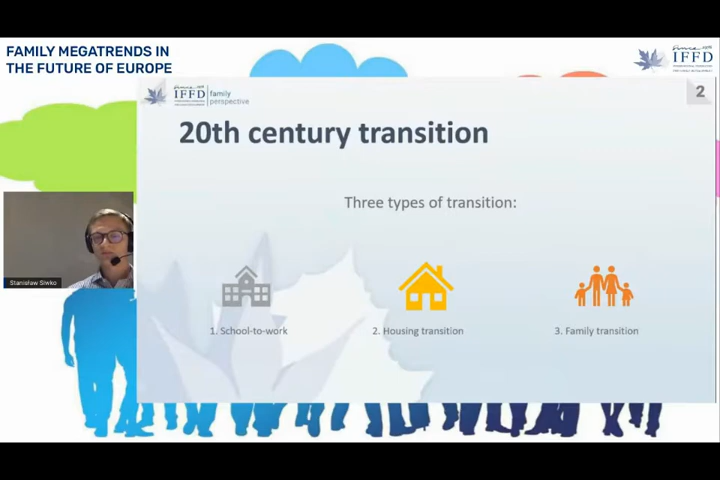 FAMILY MEGATRENDS IN
THE FUTURE OF EUROPE
IFFD
IFFD
family
perspective
2
20th century transition
Three types of transition:
1. School-to-work
2. Housing transition
3. Family transition
Stanisław Siwko